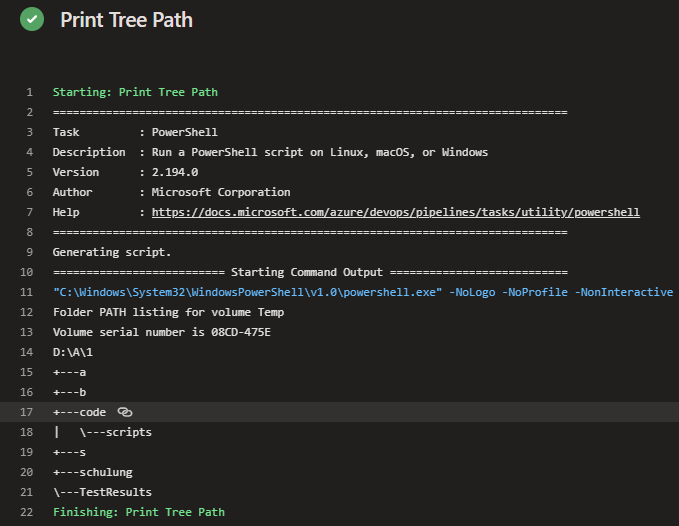 Print Tree Path
1 Starting: Print Tree Path
2 ==============================================================================
3 Task         : PowerShell
4 Description  : Run a PowerShell script on Linux, macOS, or Windows
5 Version      : 2.194.0
6 Author       : Microsoft Corporation
7 Help         : https://docs.microsoft.com/azure/devops/pipelines/tasks/utility/powershell
8 ==============================================================================
9 Generating script.
10 ========================== Starting Command Output ===========================
11 "C:\Windows\System32\WindowsPowerShell\v1.0\powershell.exe" -NoLogo -NoProfile -NonInteractive
12 Folder PATH listing for volume Temp
13 Volume serial number is 08CD-475E
14 D:\A\1
15 +---a
16 +---b
17 +---code
18 |   \---scripts
19 +---s
20 +---schulung
21 \---TestResults
22 Finishing: Print Tree Path